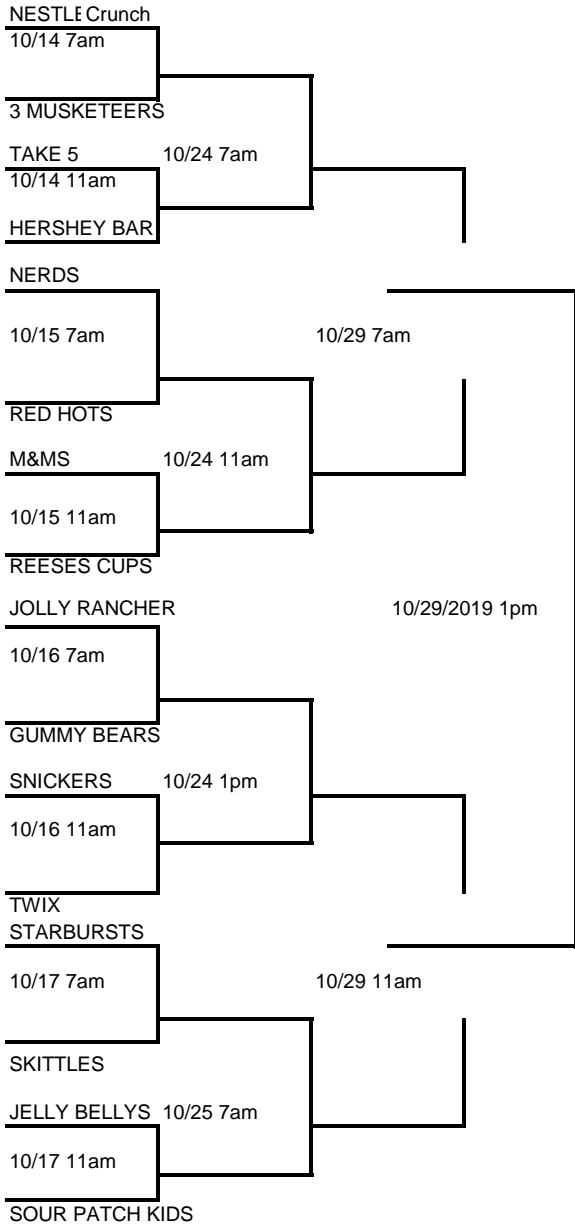 NESTLE Crunch
10/14 7am
3 MUSKETEERS
TAKE 5 10/24 7am
10/14 11am
HERSHEY BAR
NERDS
10/15 7am 10/29 7am
RED HOTS
M&MS 10/24 11am
10/15 11am
REESES CUPS
JOLLY RANCHER 10/29/2019 1pm
10/16 7am
GUMMY BEARS
SNICKERS 10/24 1pm
10/16 11am
TWIX
STARBURSTS
10/17 7am 10/29 11am
SKITTLES
JELLY BELLYS 10/25 7am
10/17 11am
SOUR PATCH KIDS